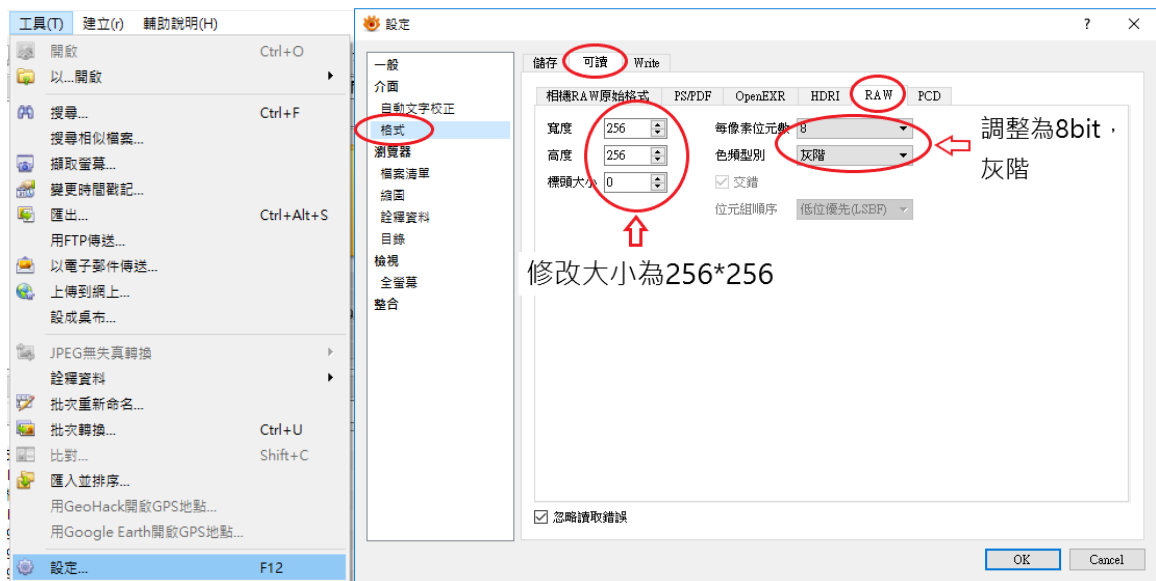 工具(T) 建立(r) 輔助說明(H)
開啟 Ctrl+O
以...開啟
搜尋... Ctrl+F
搜尋相似檔案...
擷取螢幕...
變更時間戳記...
匯出... Ctrl+Alt+S
用FTP傳送...
以電子郵件傳送...
上傳到網上...
設成桌布...
JPEG無失真轉換
詮釋資料
批次重新命名...
批次轉換... Ctrl+U
比對... Shift+C
匯入並排序...
用GeoHack開啟GPS地點...
用Google Earth開啟GPS地點...
設定... F12
設定
一般
介面
自動文字校正
格式
瀏覽器
檔案清單
縮圖
詮釋資料
目錄
檢視
全螢幕
整合
儲存 可讀 Write
相機RAW原始格式 PS/PDF OpenEXR HDRI RAW PCD
寬度 256 每像素位元數 8
高度 256 色頻型別 灰階
標頭大小 0 交錯
位元組順序 低位優先(LSBF)
調整為8bit，
灰階
修改大小為256*256
忽略讀取錯誤
OK Cancel